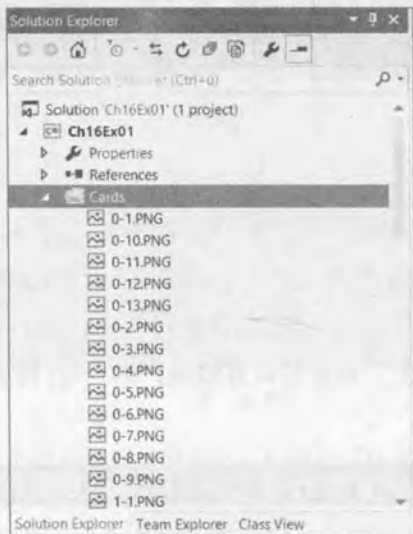 Solution Explorer
Search Solution (Ctrl+ü)
Solution 'Ch16Ex01' (1 project)
C# Ch16Ex01
Properties
References
Cards
0-1.PNG
0-10.PNG
0-11.PNG
0-12.PNG
0-13.PNG
0-2.PNG
0-3.PNG
0-4.PNG
0-5.PNG
0-6.PNG
0-7.PNG
0-8.PNG
0-9.PNG
1-1.PNG
Solution Explorer Team Explorer Class View